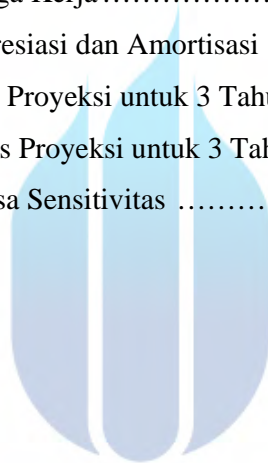 ga Kerja……………………
resiasi dan Amortisasi
Proyeksi untuk 3 Tahu
s Proyeksi untuk 3 Tah
sa Sensitivitas ………